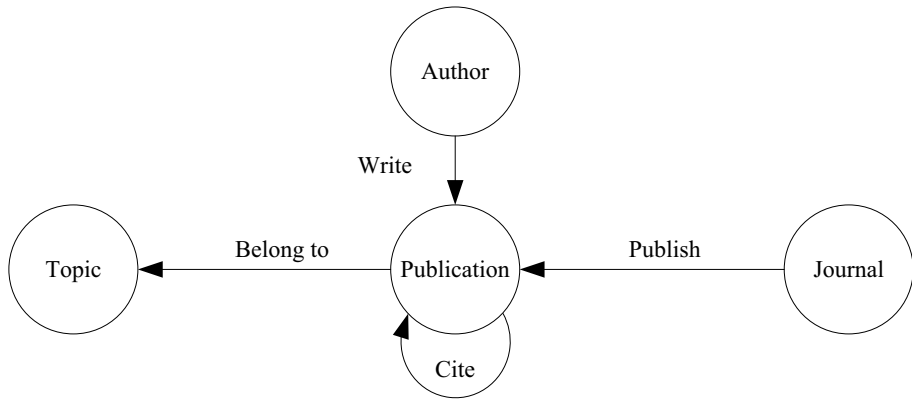 Author
Write
Belong to
Publish
Topic
Publication
Journal
Cite